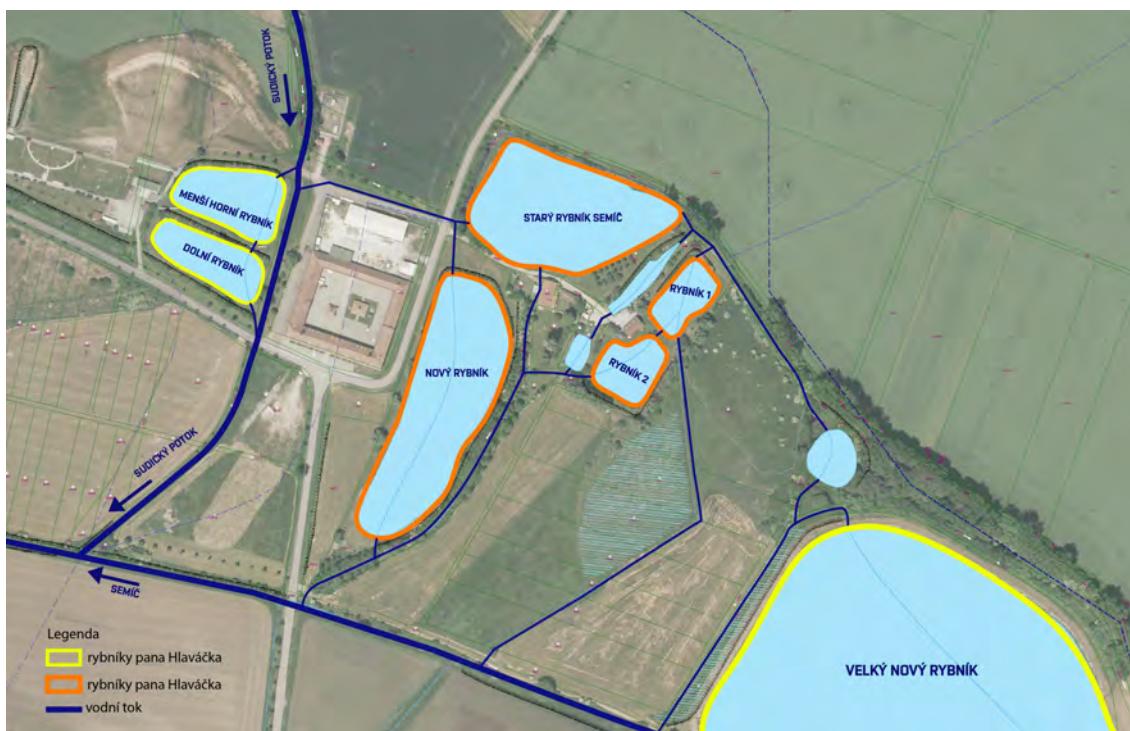 SUDICKÝ POTOK
MENŠÍ HORNÍ RYBNÍK
DOLNÍ RYBNÍK
STARÝ RYBNÍK SEMÍČ
RYBNÍK 1
RYBNÍK 2
NOVÝ RYBNÍK
SUDICKÝ POTOK
SEMÍČ
VELKÝ NOVÝ RYBNÍK
Legenda
rybníky pana Hlaváčka
rybníky pana Hlaváčka
vodní tok